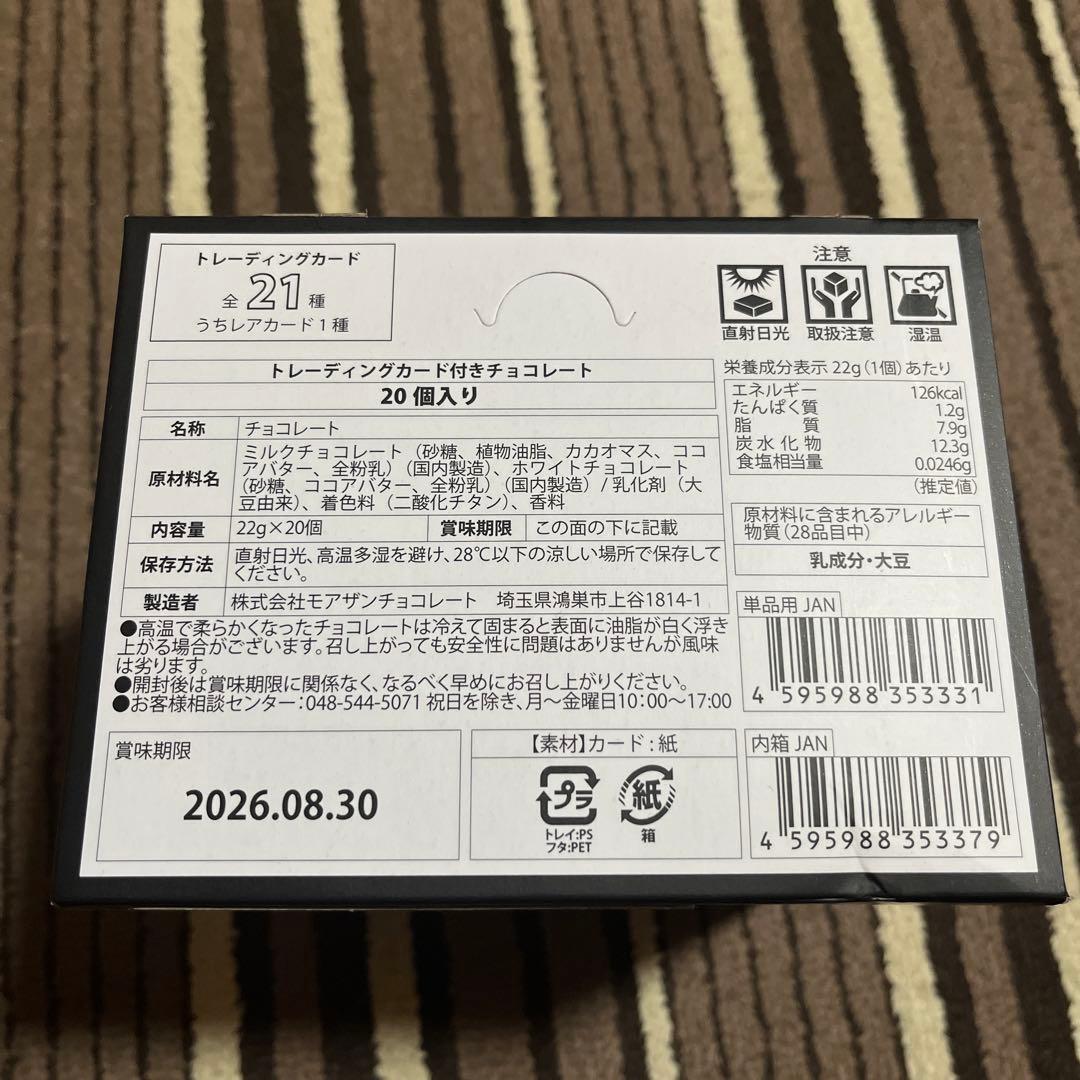 トレーディングカード
全 21 種
うちレアカード1種
注意
直射日光 取扱注意 湿温
トレーディングカード付きチョコレート
20個入り
名称 チョコレート
原材料名 ミルクチョコレート（砂糖、植物油脂、カカオマス、ココ
アバター、全粉乳）（国内製造）、ホワイトチョコレート
（砂糖、ココアバター、全粉乳）（国内製造）/ 乳化剤（大
豆由来）、着色料（二酸化チタン）、香料
内容量 22g×20個 賞味期限 この面の下に記載
保存方法 直射日光、高温多湿を避け、28℃以下の涼しい場所で保存して
ください。
製造者 株式会社モアザンチョコレート 埼玉県鴻巣市上谷1814-1
●高温で柔らかくなったチョコレートは冷えて固まると表面に油脂が白く浮き
上がる場合がございます。召し上がっても安全性に問題はありませんが風味
は劣ります。
●開封後は賞味期限に関係なく、なるべく早めにお召し上がりください。
●お客様相談センター：048-544-5071 祝日を除き、月〜金曜日10：00〜17:00
栄養成分表示 22g（1個）あたり
エネルギー 126kcal
たんぱく質 1.2g
脂質 7.9g
炭水化物 12.3g
食塩相当量 0.0246g
（推定値）
原材料に含まれるアレルギー
物質（28品目中）
乳成分・大豆
単品用 JAN
4 595988 353331
賞味期限
2026.08.30
【素材】カード：紙
プラ 紙
トレイ:PS
フタ:PET
箱
内箱 JAN
4 595988 353379